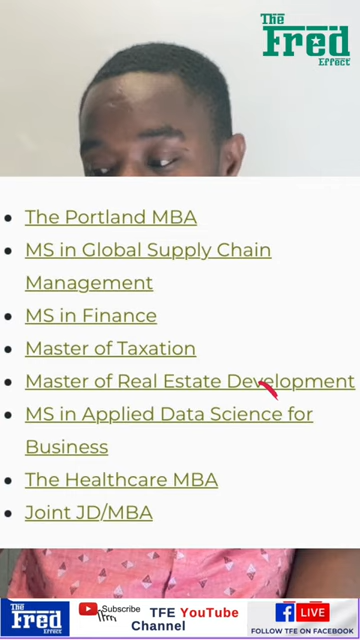 The
Fred
Effect
The Portland MBA
MS in Global Supply Chain
Management
MS in Finance
Master of Taxation
Master of Real Estate Development
MS in Applied Data Science for
Business
The Healthcare MBA
Joint JD/MBA
The
Fred
Effect
Subscribe
TFE YouTube
Channel
LIVE
FOLLOW TFE ON FACEBOOK